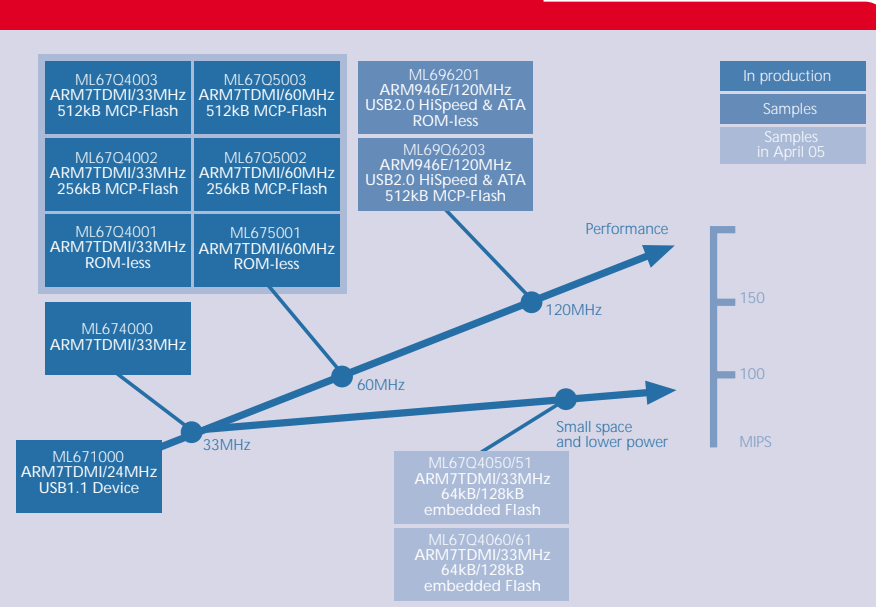 ML67Q4003
ARM7TDMI/33MHz
512kB MCP-Flash
ML67Q5003
ARM7TDMI/60MHz
512kB MCP-Flash
ML67Q4002
ARM7TDMI/33MHz
256kB MCP-Flash
ML67Q5002
ARM7TDMI/60MHz
256kB MCP-Flash
ML67Q4001
ARM7TDMI/33MHz
ROM-less
ML675001
ARM7TDMI/60MHz
ROM-less
ML696201
ARM946E/120MHz
USB2.0 HiSpeed & ATA
ROM-less
ML69Q6203
ARM946E/120MHz
USB2.0 HiSpeed & ATA
512kB MCP-Flash
In production
Samples
Samples
in April 05
Performance
150
120MHz
ML674000
ARM7TDMI/33MHz
100
60MHz
Small space
and lower power
MIPS
33MHz
ML671000
ARM7TDMI/24MHz
USB1.1 Device
ML67Q4050/51
ARM7TDMI/33MHz
64kB/128kB
embedded Flash
ML67Q4060/61
ARM7TDMI/33MHz
64kB/128kB
embedded Flash